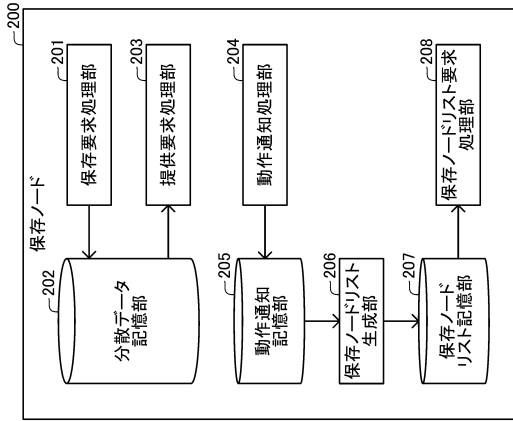 200
保存ノード
201
保存要求処理部
202
分散データ
記憶部
203
提供要求処理部
204
動作通知処理部
205
動作通知
記憶部
206
保存ノードリスト
生成部
207
保存ノード
リスト記憶部
208
保存ノードリスト要求
処理部